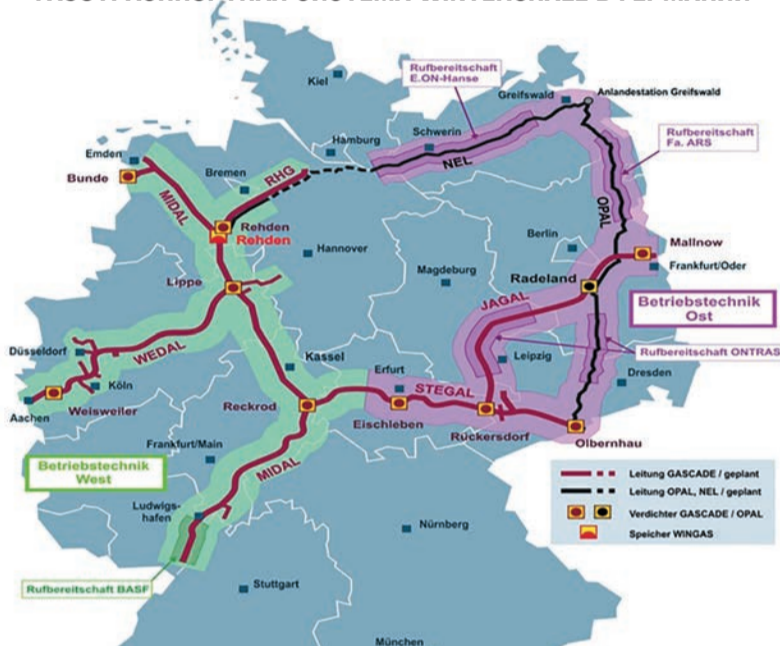 Rufbereitschaft
E.ON-Hanse
Kiel
Greifswald
Anlandestation Greifswald
Hamburg
Schwerin
NEL
Rufbereitschaft
Fa. ARS
Emden
Bunde
Bremen
RHG
MIDAL
OPAL
Rehden
Rehden
Hannover
Berlin
Mallnow
Frankfurt/Oder
Magdeburg
Radeland
Lippe
JAGAL
Betriebstechnik
Ost
Düsseldorf
WEDAL
Kassel
Leipzig
Rufbereitschaft ONTRAS
Köln
Erfurt
Dresden
Aachen
Weisweiler
Reckrod
STEGAL
Eischleben
Rückersdorf
Olbernhau
Frankfurt/Main
MIDAL
Betriebstechnik
West
Leitung GASCADE / geplant
Leitung OPAL, NEL / geplant
Verdichter GASCADE / OPAL
Speicher WINGAS
Ludwigs-
hafen
Nürnberg
Rufbereitschaft BASF
Stuttgart
München